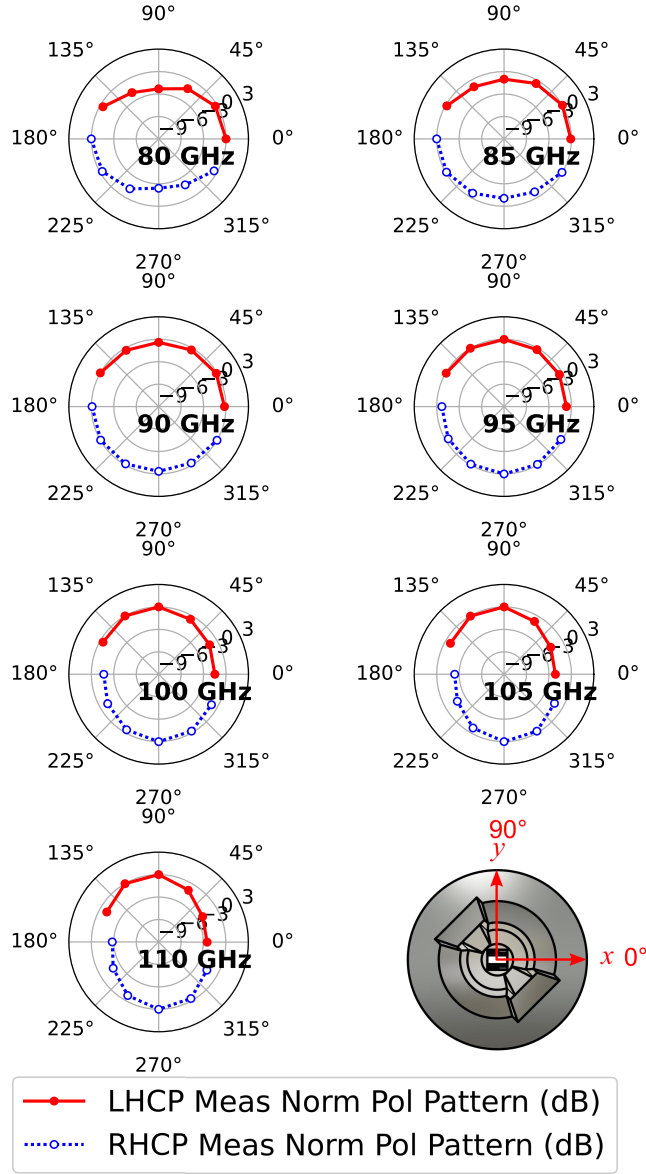 90° 90°
135° 45° 135° 45°
180° −9 −6 −3 0 3 0° 180° −9 −6 −3 0 3 0°
80 GHz 85 GHz
225° 315° 225° 315°
270° 270°
90° 90°
135° 45° 135° 45°
180° −9 −6 −3 0 3 0° 180° −9 −6 −3 0 3 0°
90 GHz 95 GHz
225° 315° 225° 315°
270° 270°
90° 90°
135° 45° 135° 45°
180° −9 −6 −3 0 3 0° 180° −9 −6 −3 0 3 0°
100 GHz 105 GHz
225° 315° 225° 315°
270° 270°
90° 90°
135° 45° y
180° −9 −6 −3 0 3 0° x 0°
110 GHz
225° 315°
270°
LHCP Meas Norm Pol Pattern (dB)
RHCP Meas Norm Pol Pattern (dB)